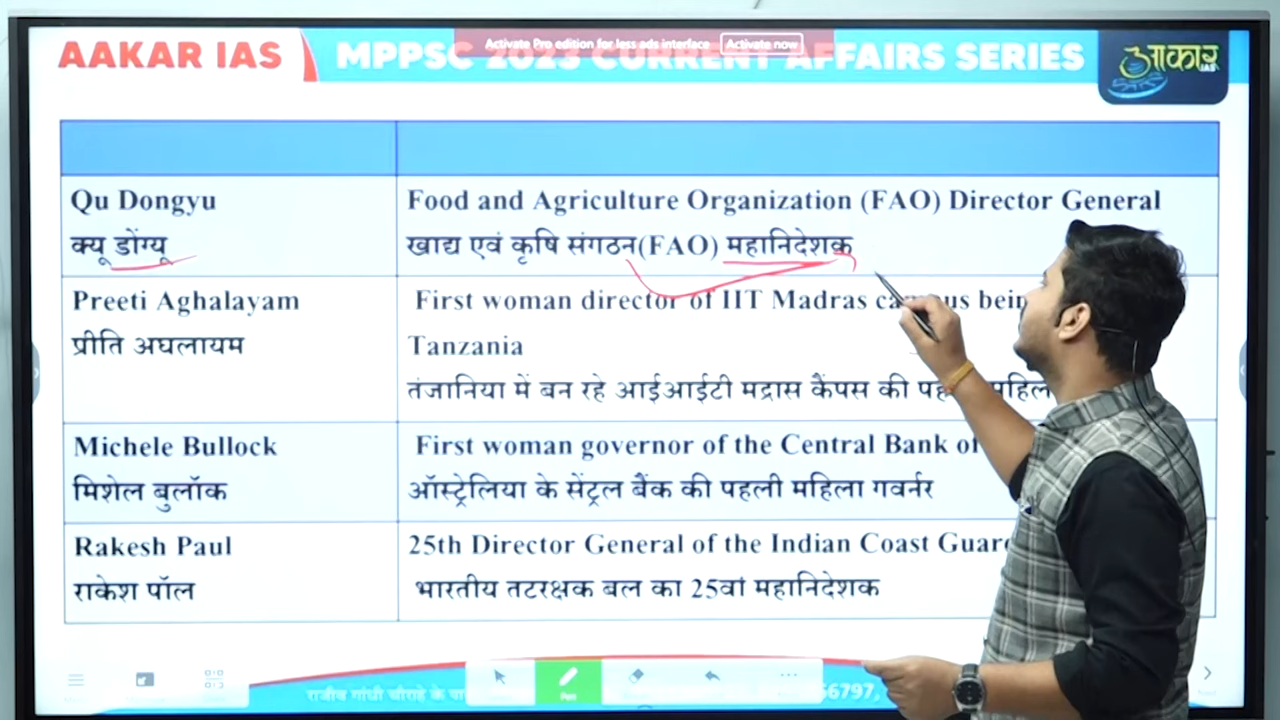 AAKAR IAS
MPPSC 2023 CURRENT AFFAIRS SERIES
Activate Pro edition for less ads interface Activate now
आकार IAS
Qu Dongyu
Food and Agriculture Organization (FAO) Director General
क्यू डोंग्यू
खाद्य एवं कृषि संगठन(FAO) महानिदेशक
Preeti Aghalayam
First woman director of IIT Madras campus
प्रीति अघलायम
Tanzania
तंजानिया में बन रहे आईआईटी मद्रास कैंपस की
Michele Bullock
First woman governor of the Central Bank of
मिशेल बुलॉक
ऑस्ट्रेलिया के सेंट्रल बैंक की पहली महिला गवर्नर
Rakesh Paul
25th Director General of the Indian Coast
राकेश पॉल
भारतीय तटरक्षक बल का 25वां महानिदेशक
राजीव गांधी चौराहे के
Pen